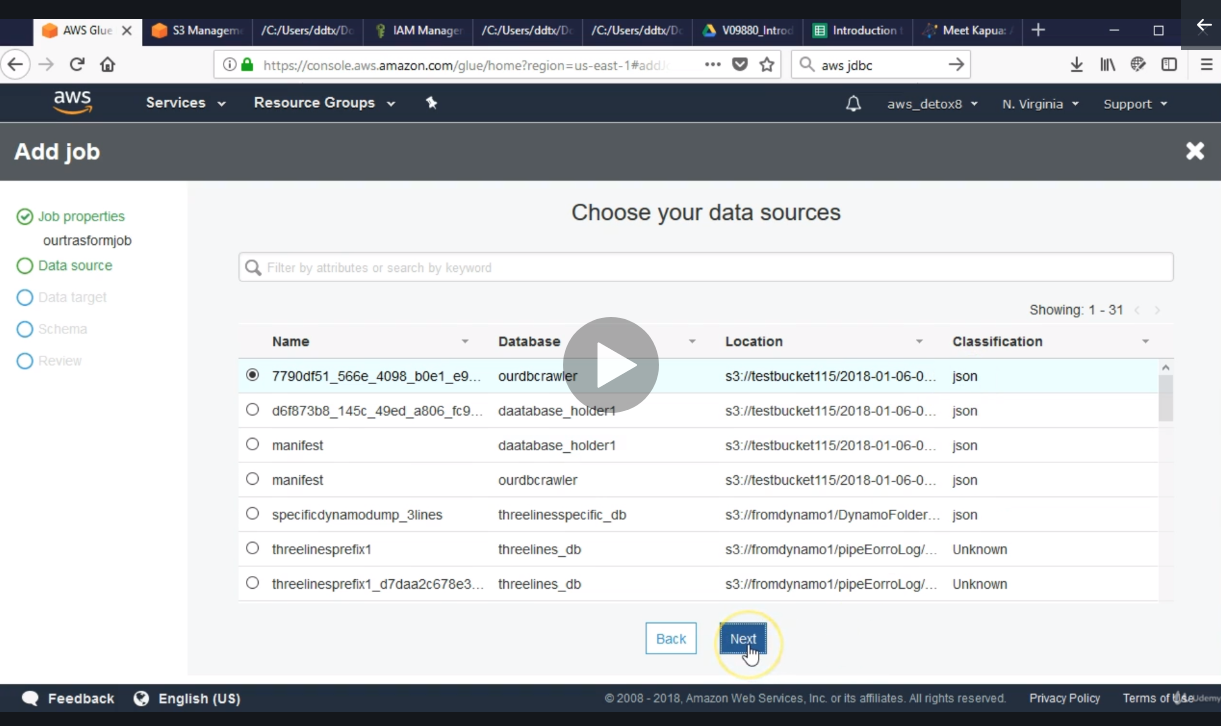 AWS Glue
S3 Managem
/C:/Users/ddtx/Do
IAM Manager
/C:/Users/ddtx/De
/C:/Users/ddtx/Do
V09880_Introd
Introduction
Meet Kapua:
https://console.aws.amazon.com/glue/home?region=us-east-1#addJ
aws jdbc
aws
Services
Resource Groups
aws_detox8
N. Virginia
Support
Add job
Job properties
ourtrasformjob
Data source
Data target
Schema
Review
Choose your data sources
Filter by attributes or search by keyword
Showing: 1 - 31
Name Database Location Classification
7790df51_566e_4098_b0e1_e9... ourdbcrawler s3://testbucket115/2018-01-06-0... json
d6f873b8_145c_49ed_a806_fc9... daatabase_holder1 s3://testbucket115/2018-01-06-0... json
manifest daatabase_holder1 s3://testbucket115/2018-01-06-0... json
manifest ourdbcrawler s3://testbucket115/2018-01-06-0... json
specificdynamodump_3lines threelinesspecific_db s3://fromdynamo1/DynamoFolder... json
threelinesprefix1 threelines_db s3://fromdynamo1/pipeEorroLog/... Unknown
threelinesprefix1_d7daa2c678e3... threelines_db s3://fromdynamo1/pipeEorroLog/... Unknown
Back
Next
Feedback
English (US)
© 2008 - 2018, Amazon Web Services, Inc. or its affiliates. All rights reserved.
Privacy Policy
Terms of Use
Udemy